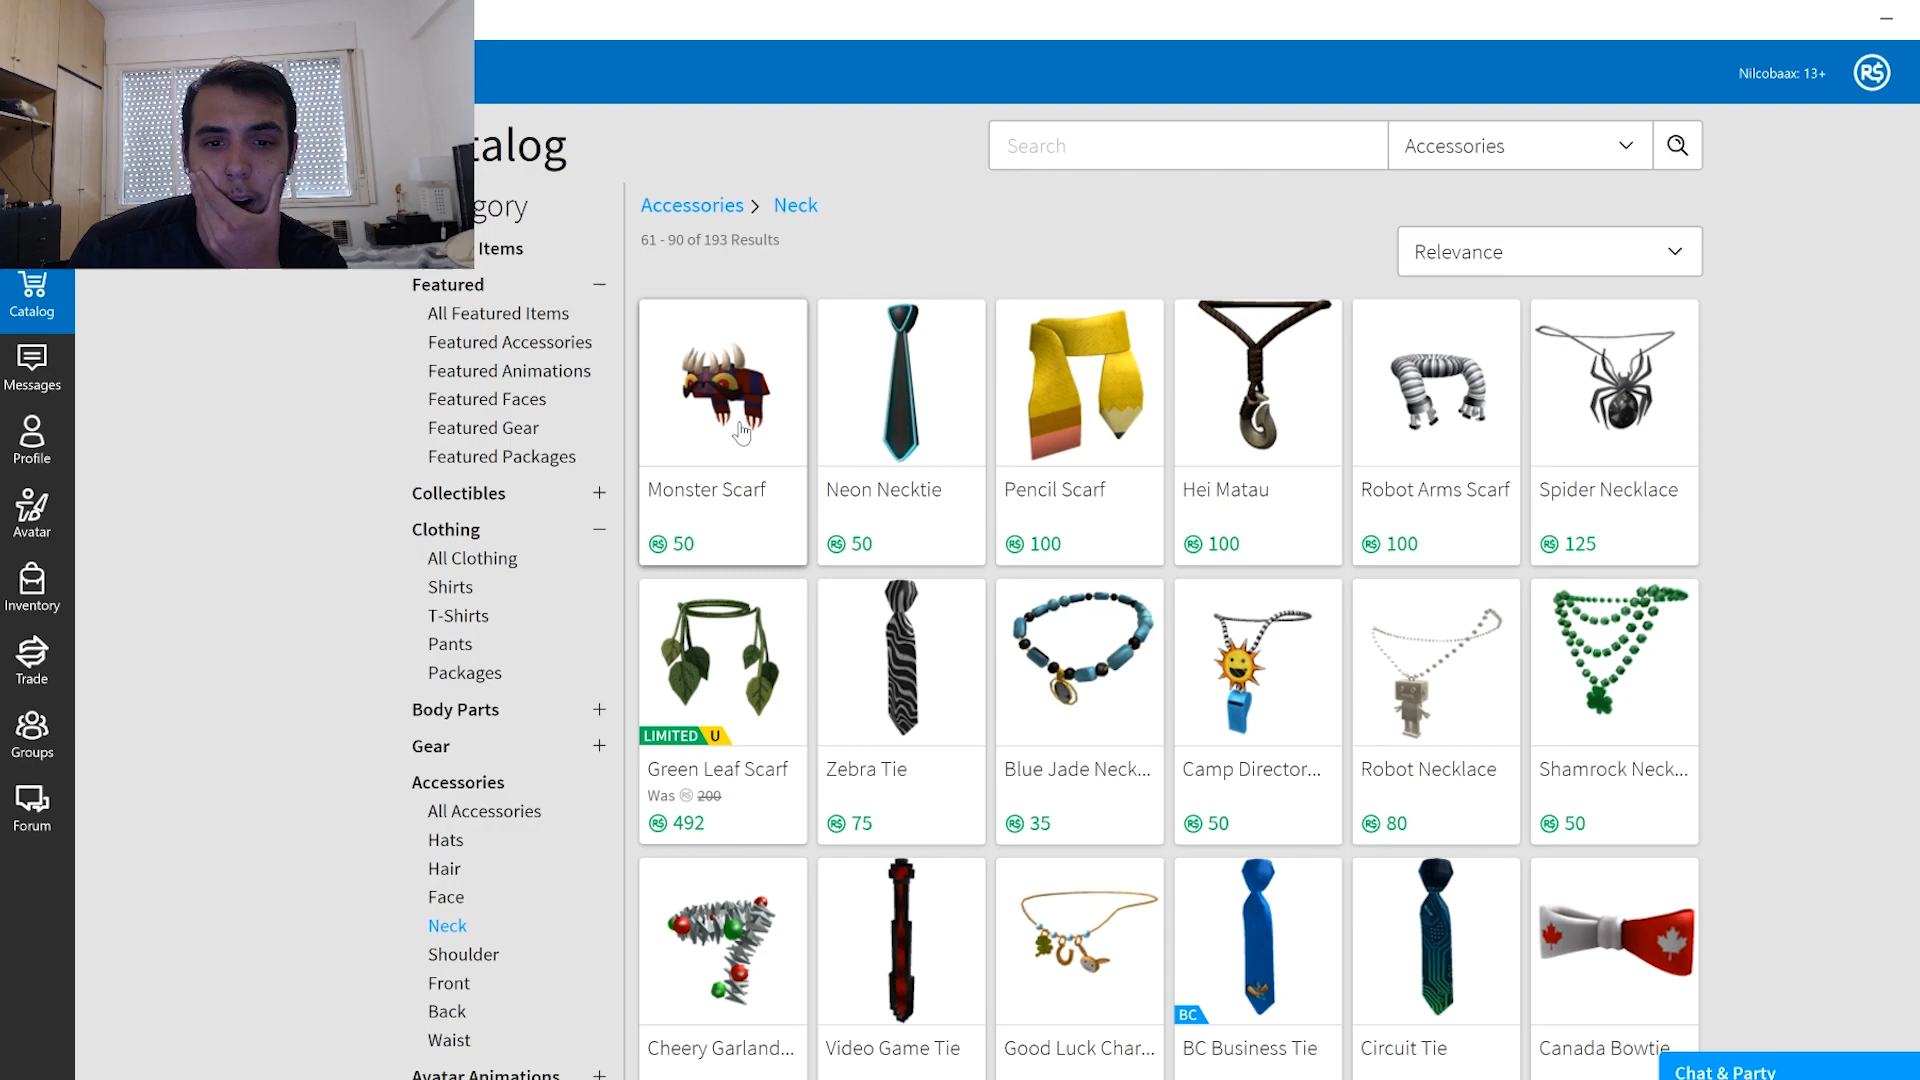 Nilcobaax: 13+
R$
talog
Search
Accessories
gory
Items
Accessories > Neck
61 - 90 of 193 Results
Relevance
Catalog
Messages
Profile
Avatar
Inventory
Trade
Groups
Forum
Featured
All Featured Items
Featured Accessories
Featured Animations
Featured Faces
Featured Gear
Featured Packages
Collectibles
Clothing
All Clothing
Shirts
T-Shirts
Pants
Packages
Body Parts
Gear
Accessories
All Accessories
Hats
Hair
Face
Neck
Shoulder
Front
Back
Waist
Avatar Animations
Monster Scarf
R$ 50
Neon Necktie
R$ 50
Pencil Scarf
R$ 100
Hei Matau
R$ 100
Robot Arms Scarf
R$ 100
Spider Necklace
R$ 125
LIMITED U
Green Leaf Scarf
Was R$ 200
R$ 492
Zebra Tie
R$ 75
Blue Jade Neck...
R$ 35
Camp Director...
R$ 50
Robot Necklace
R$ 80
Shamrock Neck...
R$ 50
Cheery Garland...
Video Game Tie
Good Luck Char...
BC
BC Business Tie
Circuit Tie
Canada Bowtie
Chat & Party